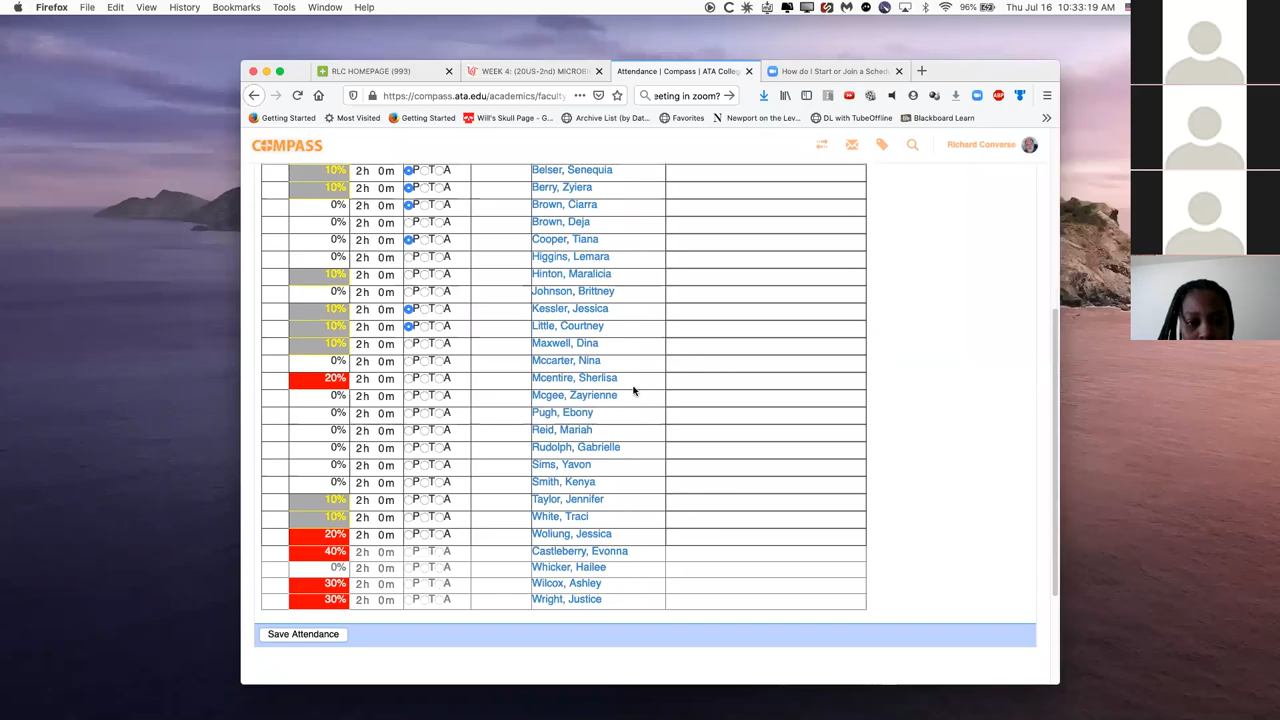 Firefox File Edit View History Bookmarks Tools Window Help 96% Thu Jul 16 10:33:19 AM
RLC HOMEPAGE (993) WEEK 4: (20US-2nd) MICROBI Attendance | Compass | ATA Colleg How do I Start or Join a Sched
https://compass.ata.edu/academics/faculty eeting in zoom?
Getting Started Most Visited Getting Started Will's Skull Page - G... Archive List (by Dat... Favorites Newport on the Lev... DL with TubeOffline Blackboard Learn
COMPASS Richard Converse
10% 2h 0m P T A Belser, Senequia
10% 2h 0m P T A Berry, Zyiera
0% 2h 0m P T A Brown, Ciarra
0% 2h 0m P T A Brown, Deja
0% 2h 0m P T A Cooper, Tiana
0% 2h 0m P T A Higgins, Lemara
10% 2h 0m P T A Hinton, Maralicia
0% 2h 0m P T A Johnson, Brittney
10% 2h 0m P T A Kessler, Jessica
10% 2h 0m P T A Little, Courtney
10% 2h 0m P T A Maxwell, Dina
0% 2h 0m P T A Mccarter, Nina
20% 2h 0m P T A Mcentire, Sherlisa
0% 2h 0m P T A Mcgee, Zayrienne
0% 2h 0m P T A Pugh, Ebony
0% 2h 0m P T A Reid, Mariah
0% 2h 0m P T A Rudolph, Gabrielle
0% 2h 0m P T A Sims, Yavon
0% 2h 0m P T A Smith, Kenya
10% 2h 0m P T A Taylor, Jennifer
10% 2h 0m P T A White, Traci
20% 2h 0m P T A Woliung, Jessica
40% 2h 0m P T A Castleberry, Evonna
0% 2h 0m P T A Whicker, Hailee
30% 2h 0m P T A Wilcox, Ashley
30% 2h 0m P T A Wright, Justice
Save Attendance